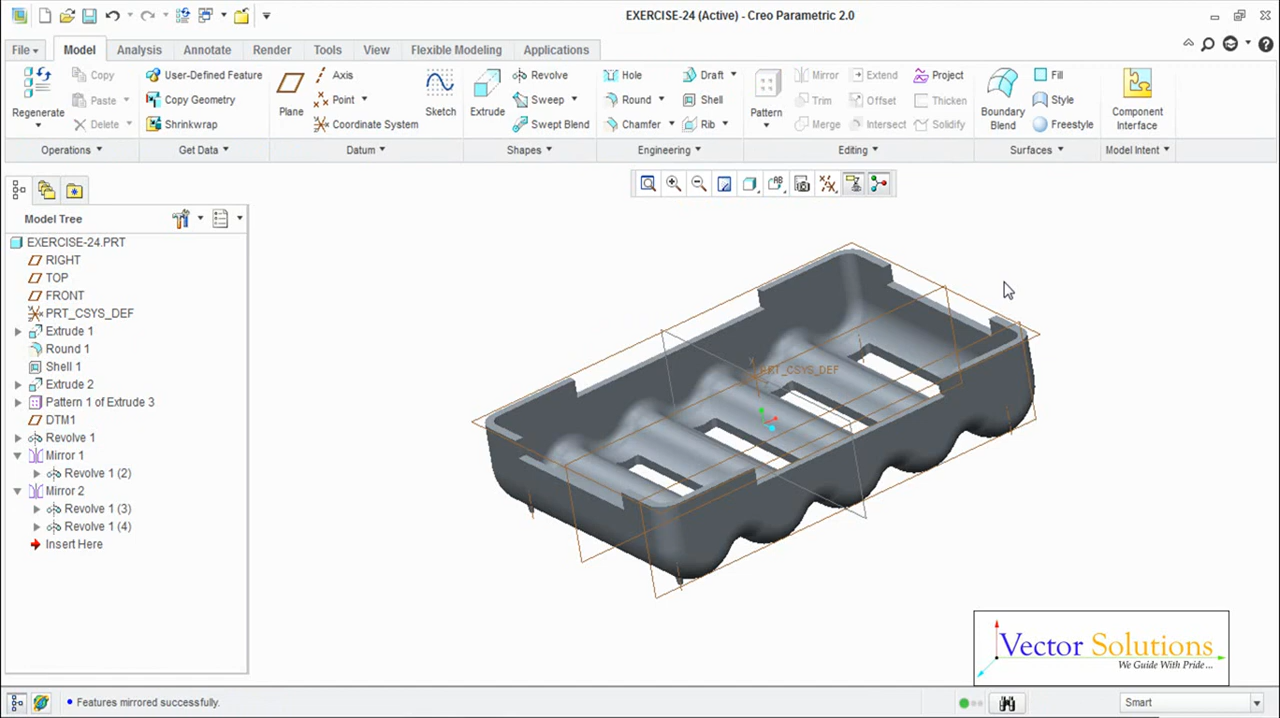 EXERCISE-24 (Active) - Creo Parametric 2.0
File Model Analysis Annotate Render Tools View Flexible Modeling Applications
Regenerate
Copy
Paste
Delete
User-Defined Feature
Copy Geometry
Shrinkwrap
Plane
Axis
Point
Coordinate System
Sketch
Extrude
Revolve
Sweep
Swept Blend
Hole
Round
Chamfer
Draft
Shell
Rib
Pattern
Mirror
Trim
Merge
Extend
Offset
Intersect
Project
Thicken
Solidify
Boundary
Blend
Fill
Style
Freestyle
Component
Interface
Operations Get Data Datum Shapes Engineering Editing Surfaces Model Intent
Model Tree
EXERCISE-24.PRT
RIGHT
TOP
FRONT
PRT_CSYS_DEF
Extrude 1
Round 1
Shell 1
Extrude 2
Pattern 1 of Extrude 3
DTM1
Revolve 1
Mirror 1
Revolve 1 (2)
Mirror 2
Revolve 1 (3)
Revolve 1 (4)
Insert Here
PRT_CSYS_DEF
Vector Solutions
We Guide With Pride...
Features mirrored successfully.
Smart